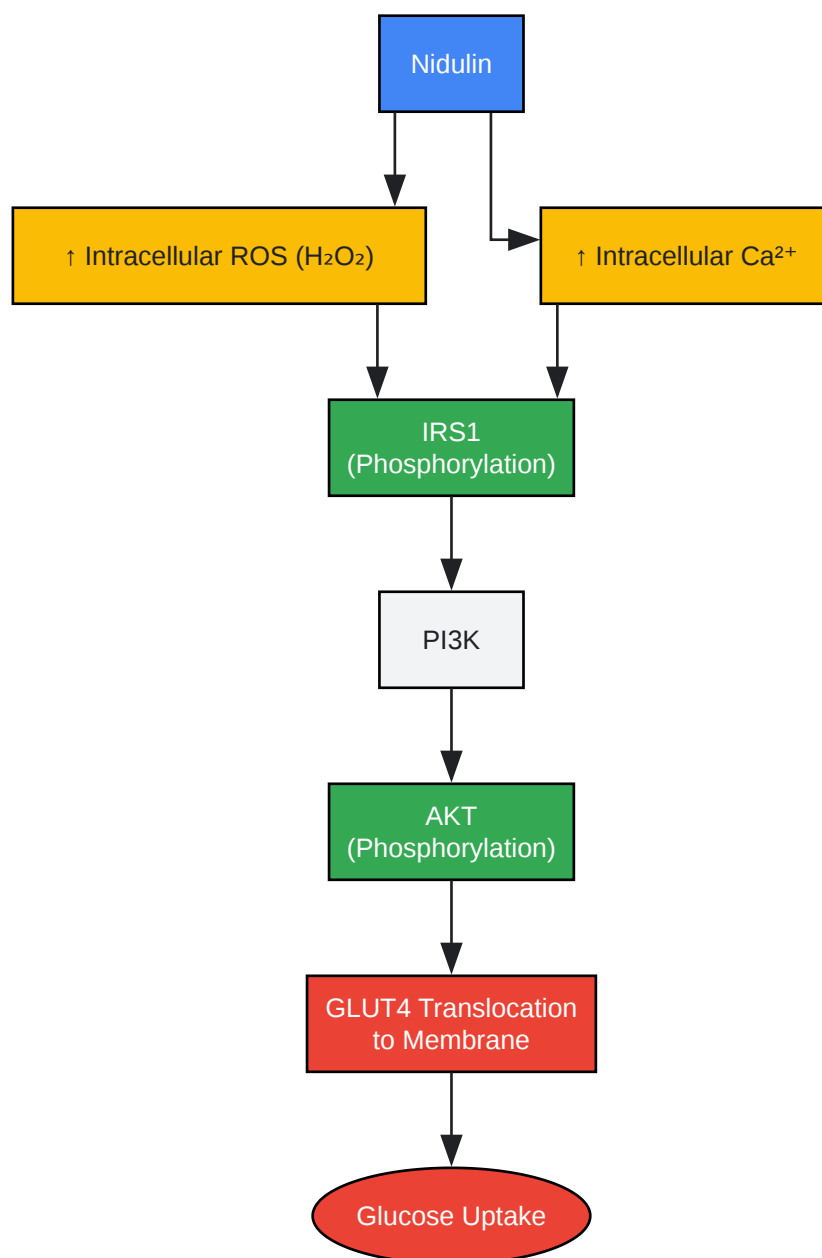 Nidulin
↑ Intracellular ROS (H₂O₂)
↑ Intracellular Ca²⁺
IRS1
(Phosphorylation)
PI3K
AKT
(Phosphorylation)
GLUT4 Translocation
to Membrane
Glucose Uptake